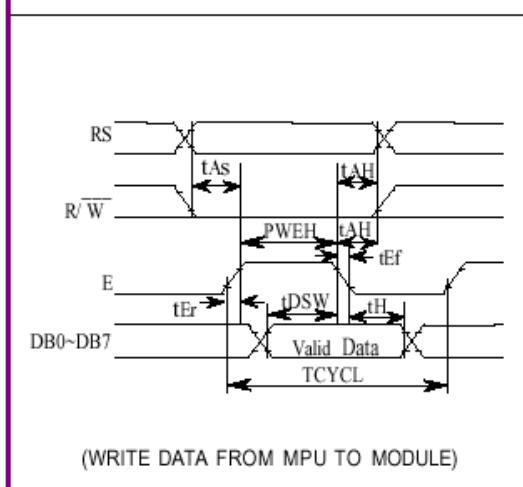 RS
tAs
tAH
R/W
PWEH
tAH
tEf
E
tEr
tDSW
tH
DB0~DB7
Valid Data
TCYCL
(WRITE DATA FROM MPU TO MODULE)